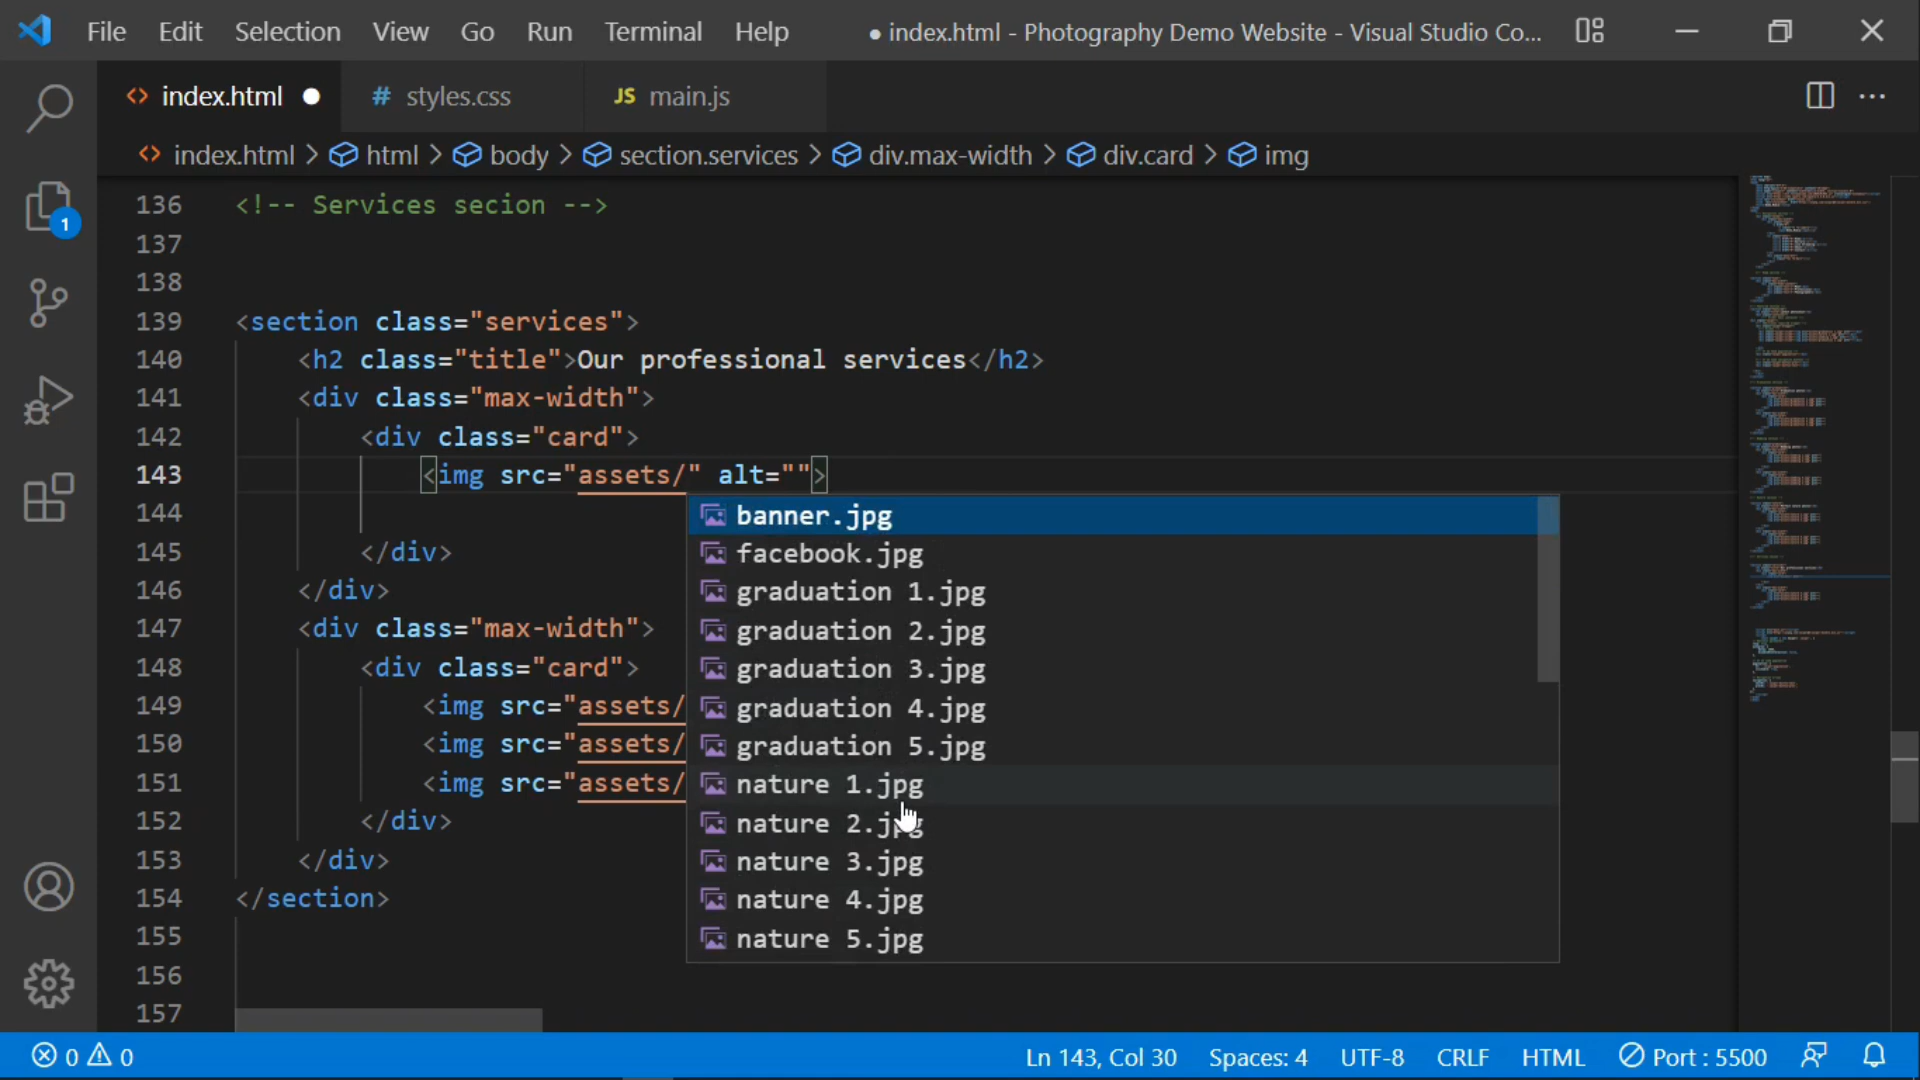 File Edit Selection View Go Run Terminal Help ● index.html - Photography Demo Website - Visual Studio Co...
<> index.html ● # styles.css JS main.js
<> index.html > html > body > section.services > div.max-width > div.card > img
1
136 <!-- Services secion -->
137
138
139 <section class="services">
140 <h2 class="title">Our professional services</h2>
141 <div class="max-width">
142 <div class="card">
143 <img src="assets/" alt="">
144
145 </div>
146 </div>
147 <div class="max-width">
148 <div class="card">
149 <img src="assets/
150 <img src="assets/
151 <img src="assets/
152 </div>
153 </div>
154 </section>
155
156
157
banner.jpg
facebook.jpg
graduation 1.jpg
graduation 2.jpg
graduation 3.jpg
graduation 4.jpg
graduation 5.jpg
nature 1.jpg
nature 2.jpg
nature 3.jpg
nature 4.jpg
nature 5.jpg
0 0 Ln 143, Col 30 Spaces: 4 UTF-8 CRLF HTML Port : 5500